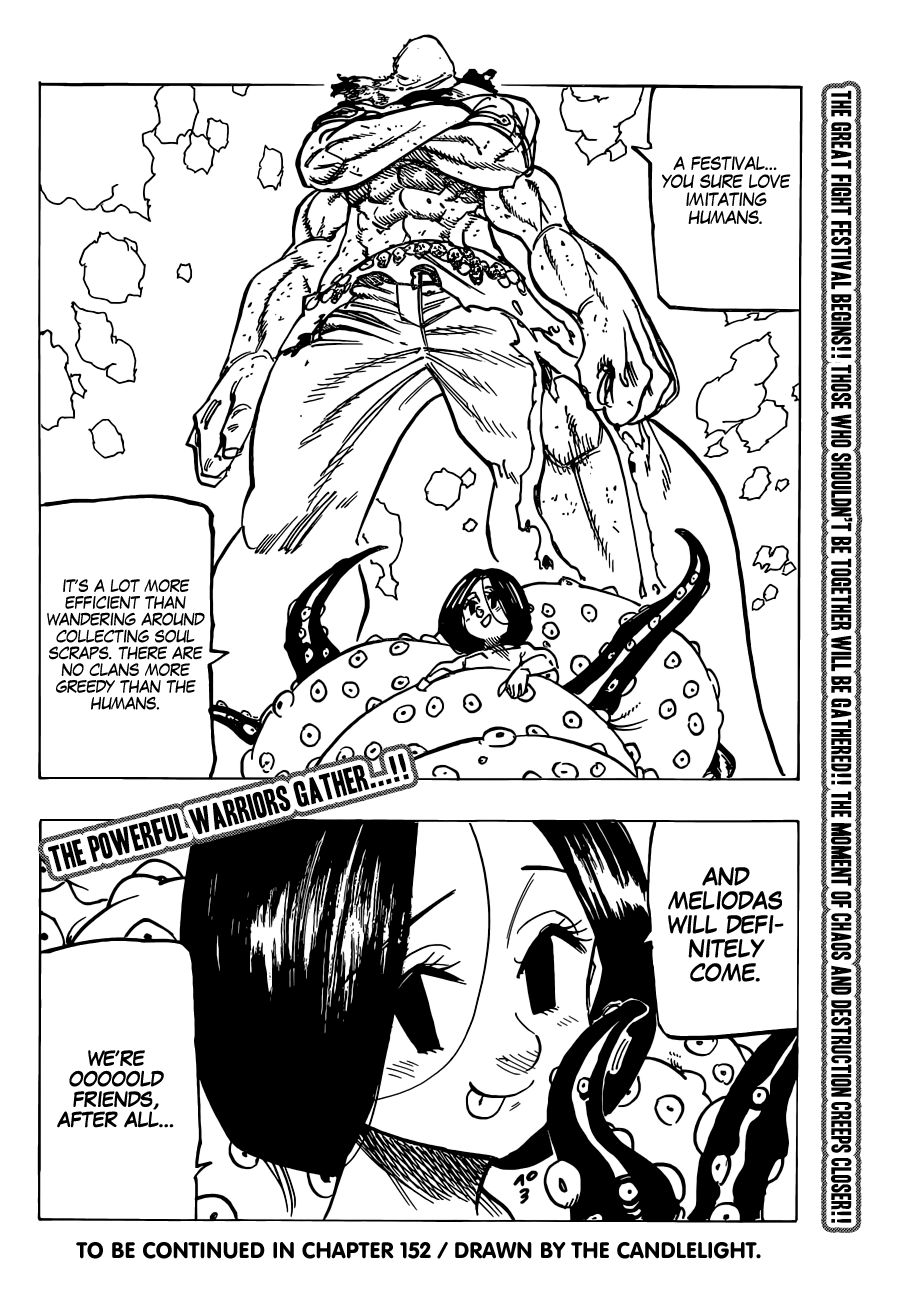 A FESTIVAL...
YOU SURE LOVE
IMITATING
HUMANS.
IT'S A LOT MORE
EFFICIENT THAN
WANDERING AROUND
COLLECTING SOUL
SCRAPS. THERE ARE
NO CLANS MORE
GREEDY THAN THE
HUMANS.
THE POWERFUL WARRIORS GATHER...!!
AND
MELIODAS
WILL DEFI-
NITELY
COME.
WE'RE
OOOOOLD
FRIENDS,
AFTER ALL...
10
3
THE GREAT FIGHT FESTIVAL BEGINS!! THOSE WHO SHOULDN'T BE TOGETHER WILL BE GATHERED!! THE MOMENT OF CHAOS AND DESTRUCTION CREEPS CLOSER!!
TO BE CONTINUED IN CHAPTER 152 / DRAWN BY THE CANDLELIGHT.